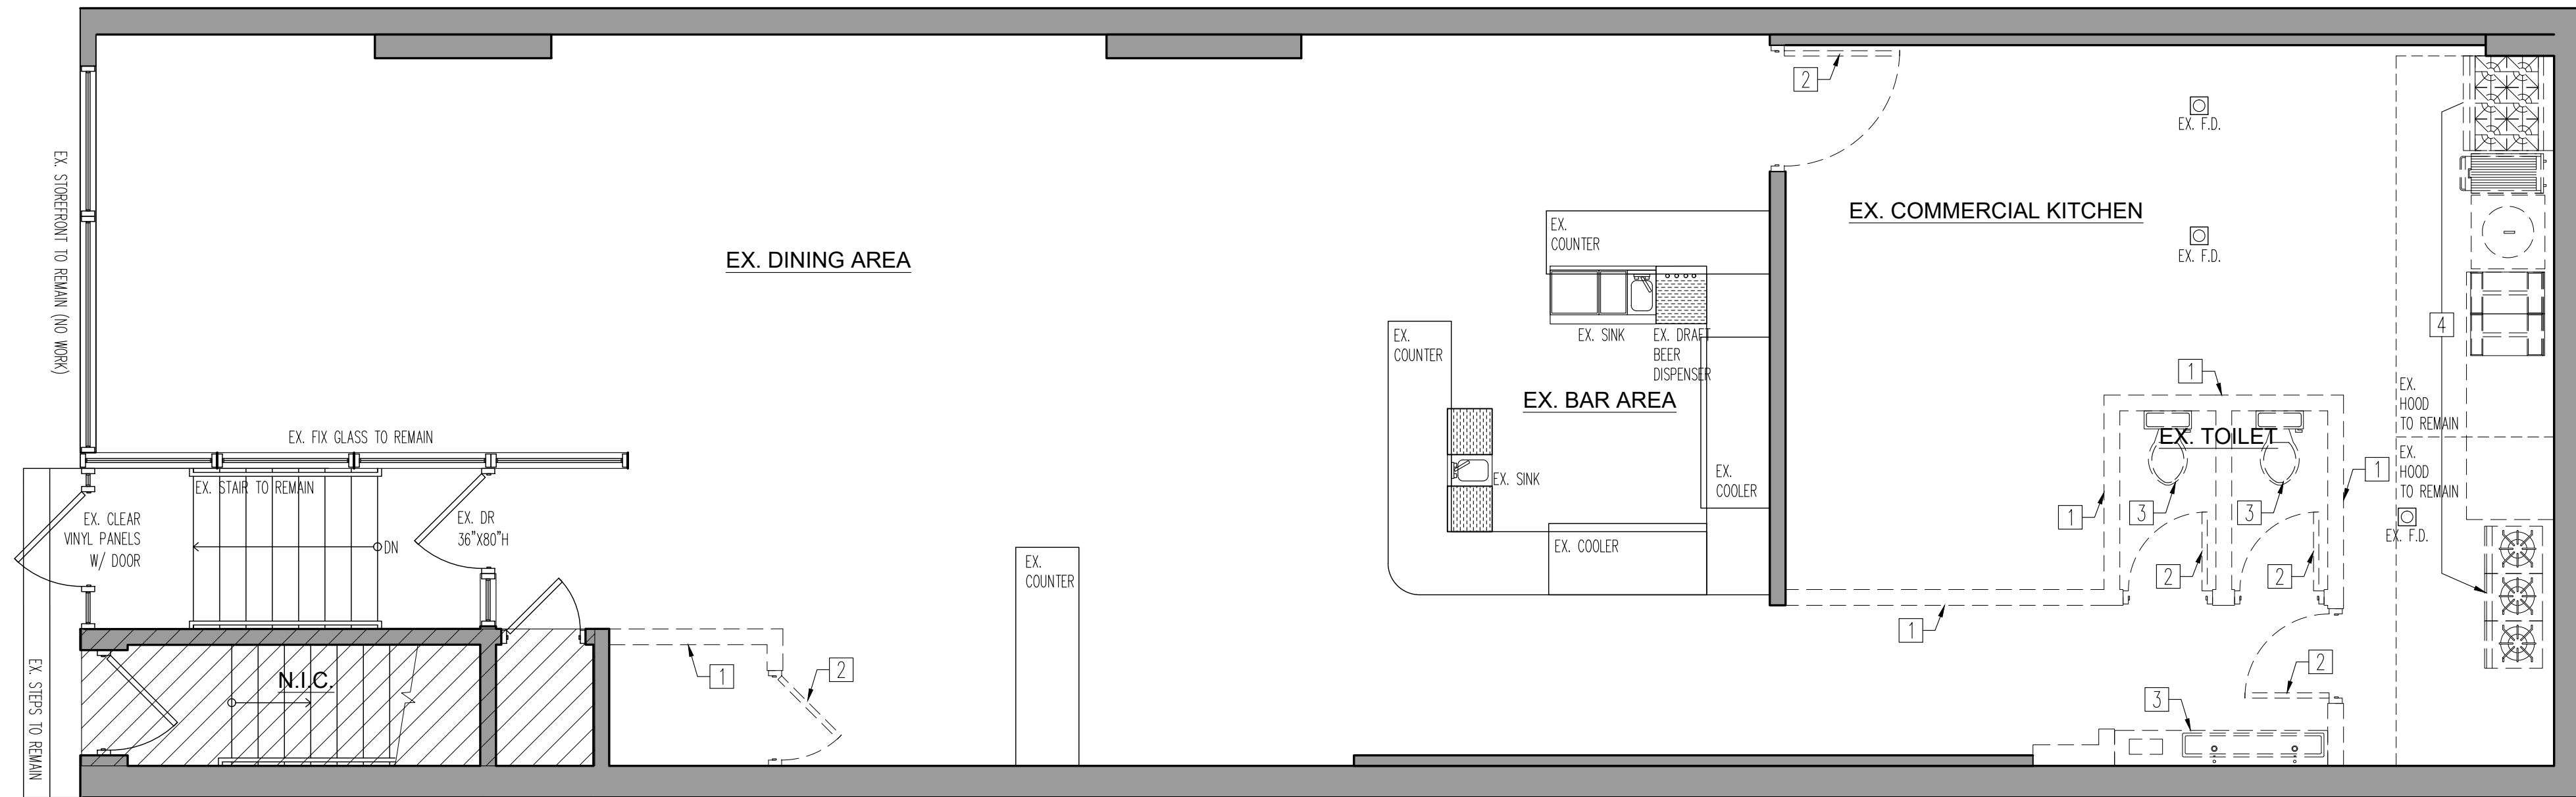 2
EX. F.D.
EX. STOREFRONT TO REMAIN (NO WORK)
EX. COMMERCIAL KITCHEN
EX.
COUNTER
EX. DINING AREA
EX. F.D.
4
EX. SINK
EX. DRAFT
BEER
DISPENSER
EX.
COUNTER
1
EX.
HOOD
TO REMAIN
EX. BAR AREA
EX. FIX GLASS TO REMAIN
EX. TOILET
EX.
HOOD
TO REMAIN
1
EX. STAIR TO REMAIN
EX. SINK
EX.
COOLER
1
3
3
EX. CLEAR
VINYL PANELS
W/ DOOR
EX. DR
36"X80"H
EX. F.D.
DN
EX. COOLER
EX.
COUNTER
2
2
1
EX. STEPS TO REMAIN
N.I.C.
1
2
2
3